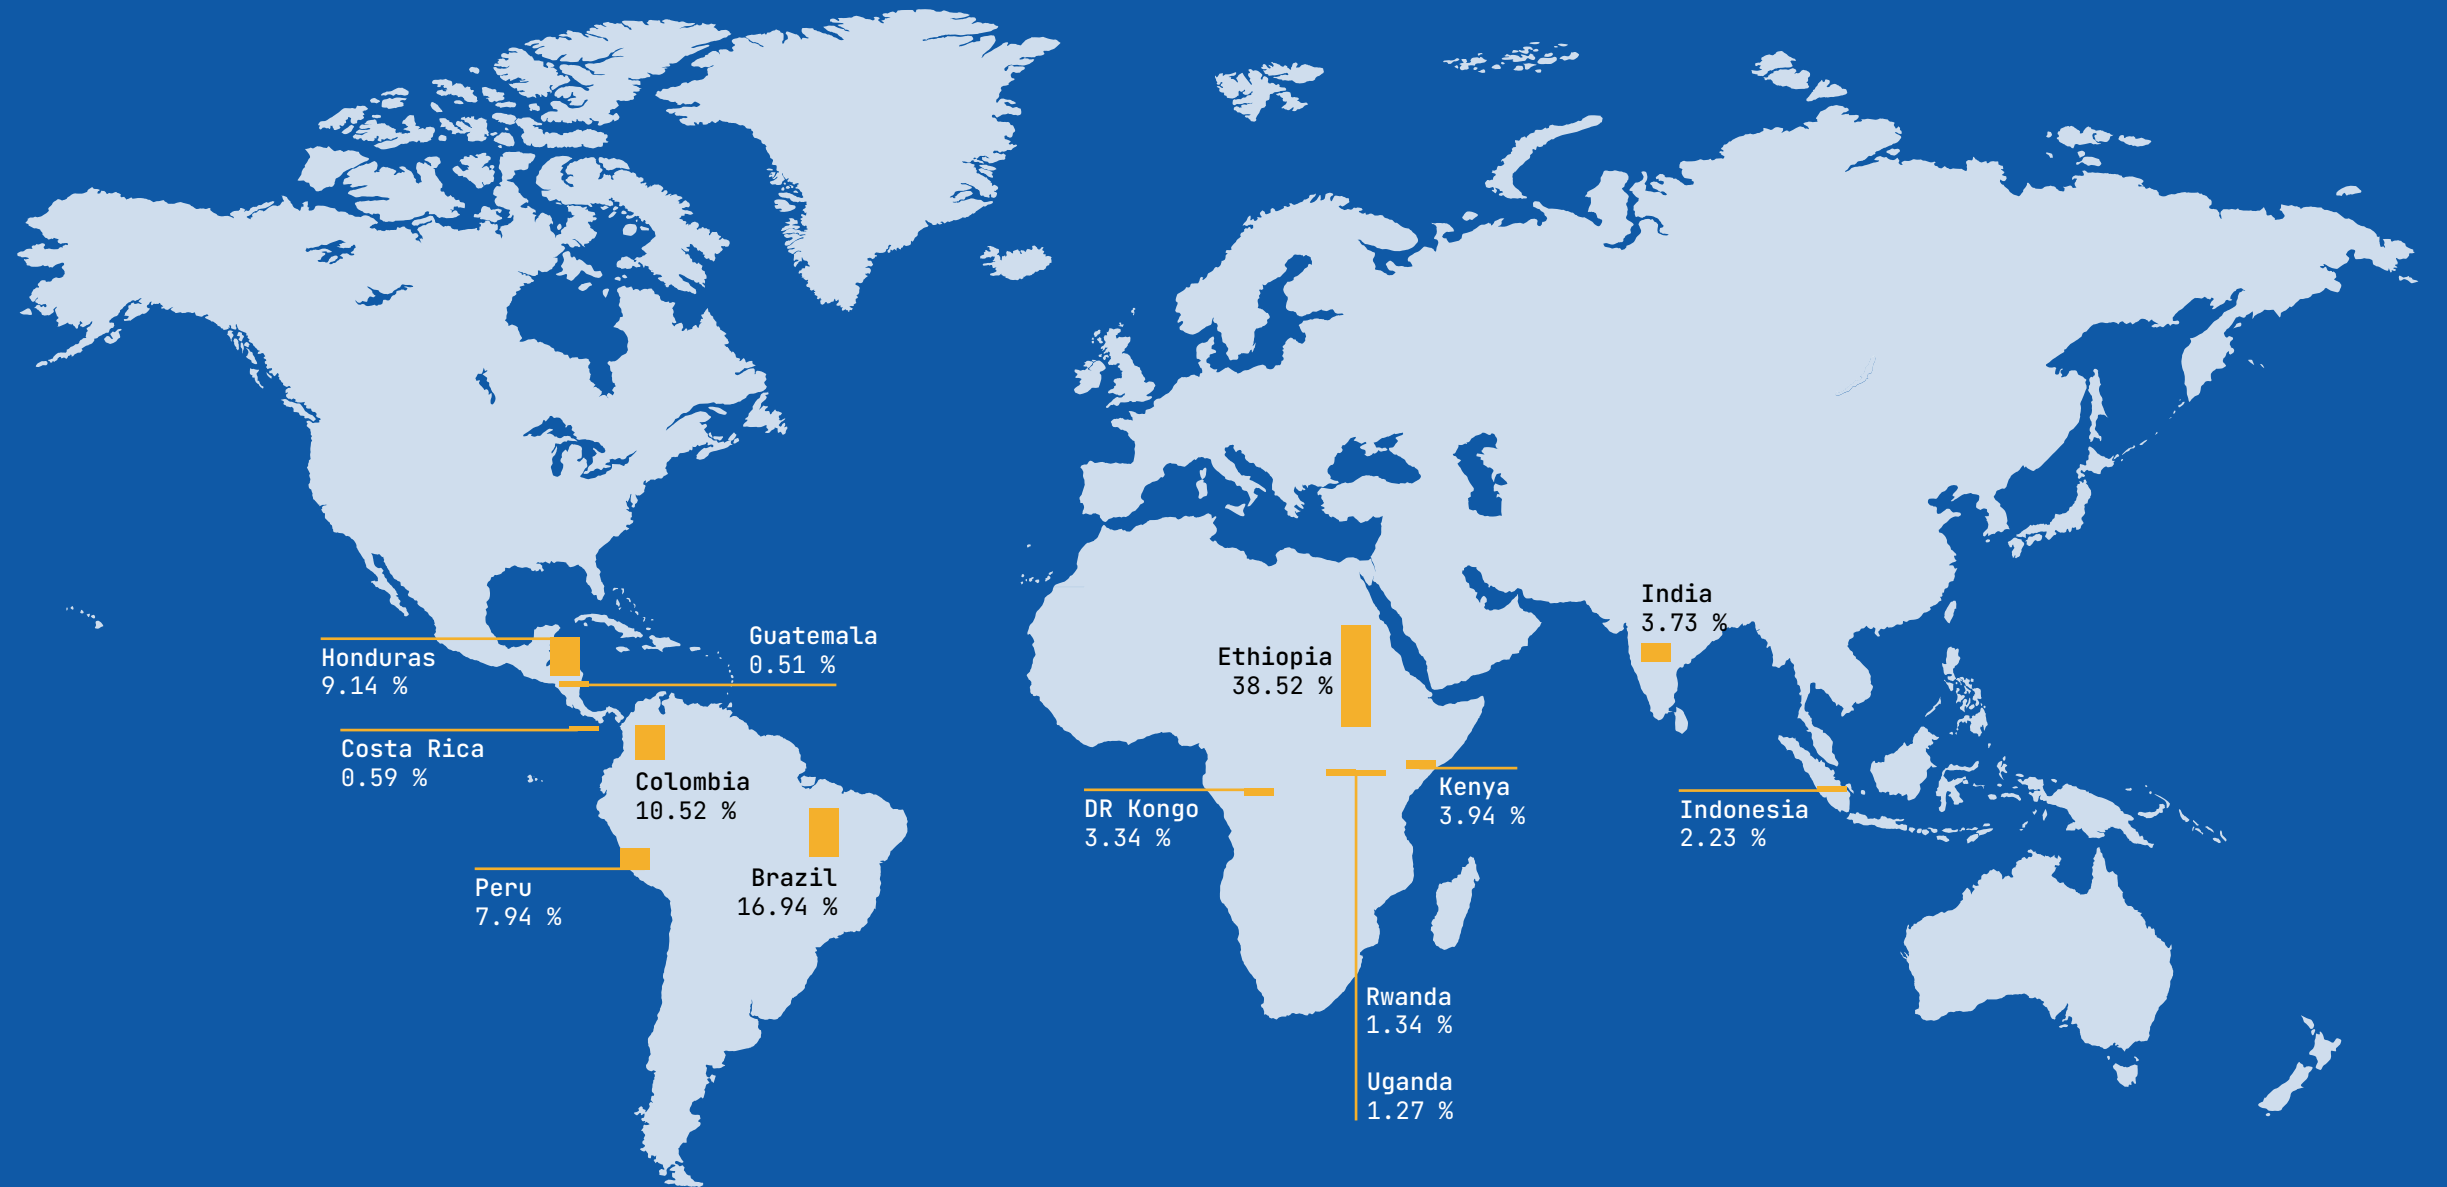 India
3.73 %
Guatemala
0.51 %
Honduras
9.14 %
Ethiopia
38.52 %
Costa Rica
0.59 %
Colombia
10.52 %
Kenya
3.94 %
DR Kongo
3.34 %
Indonesia
2.23 %
Brazil
16.94 %
Peru
7.94 %
Rwanda
1.34 %
Uganda
1.27 %